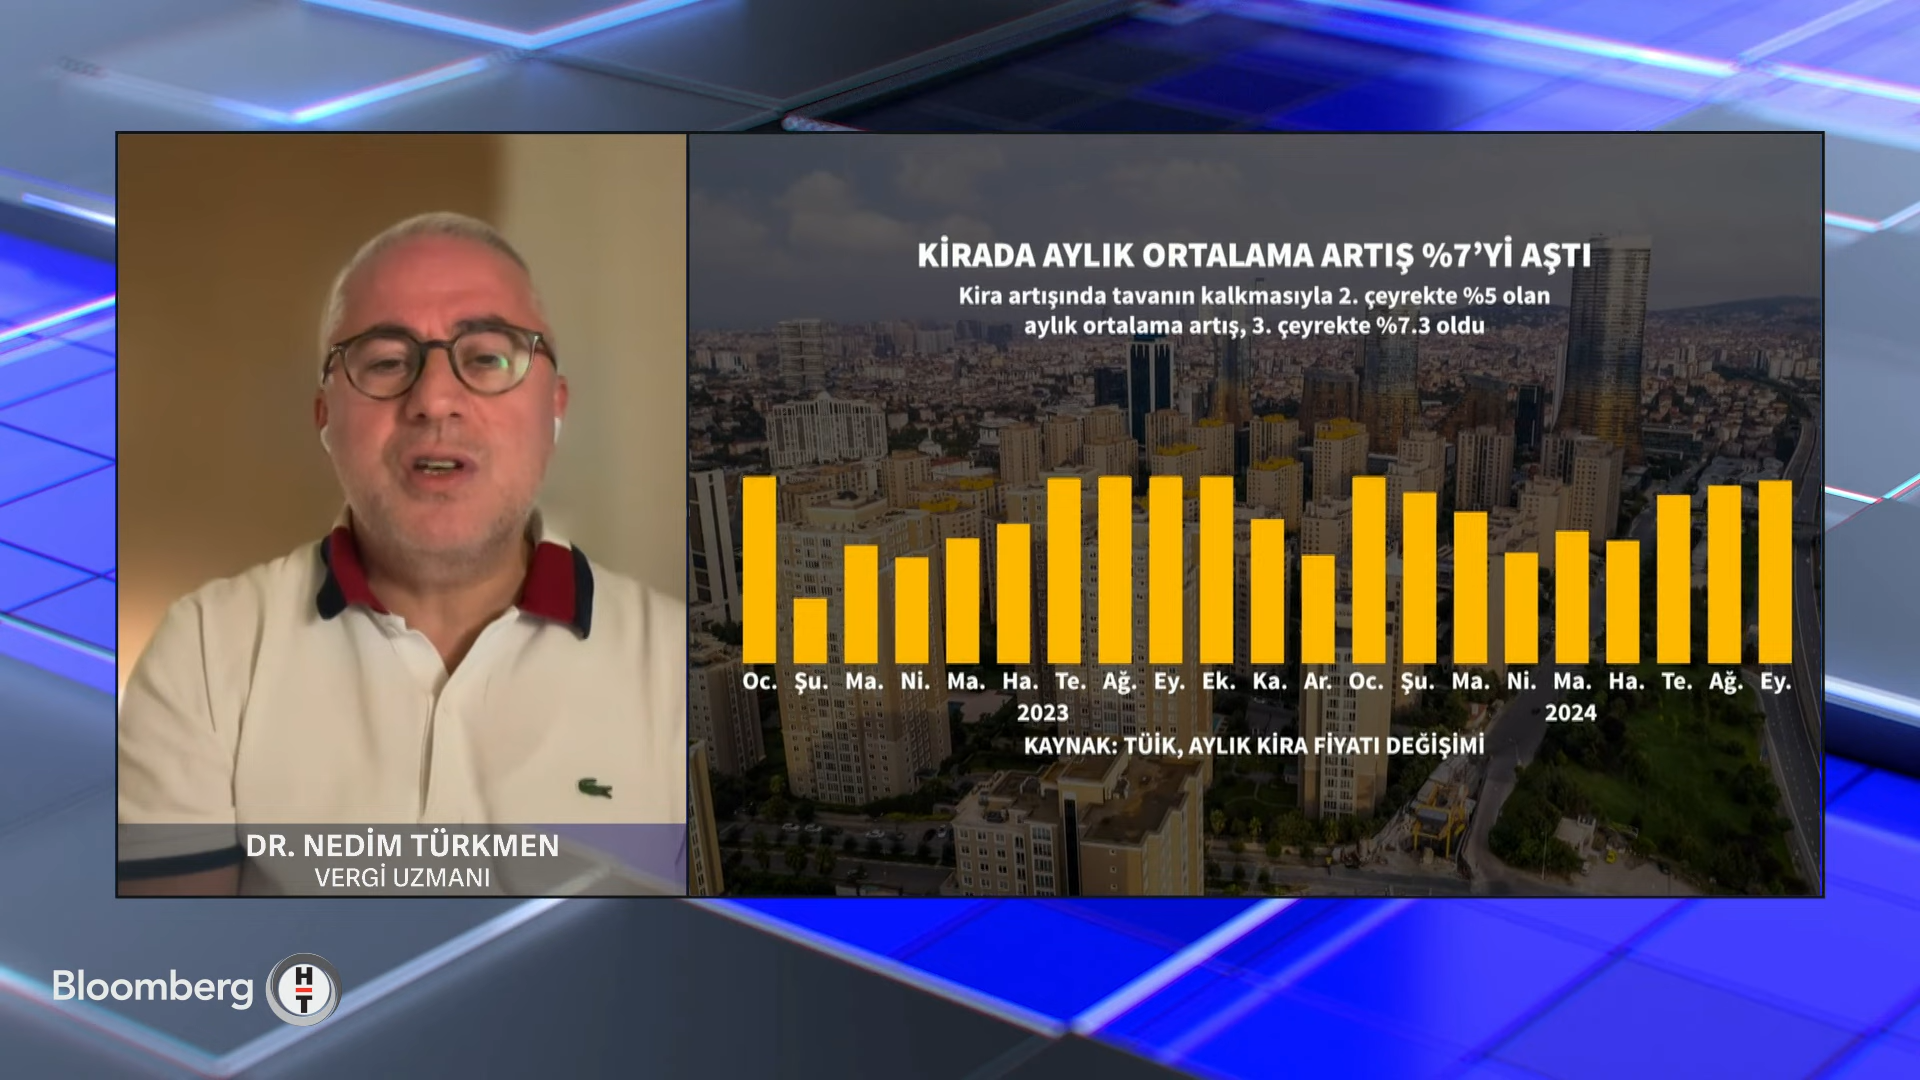 KİRADA AYLIK ORTALAMA ARTIŞ %7’Yİ AŞTI
Kira artışında tavanın kalkmasıyla 2. çeyrekte %5 olan
aylık ortalama artış, 3. çeyrekte %7.3 oldu
Oc. Şu. Ma. Ni. Ma. Ha. Te. Ağ. Ey. Ek. Ka. Ar. Oc. Şu. Ma. Ni. Ma. Ha. Te. Ağ. Ey.
2023 2024
KAYNAK: TÜİK, AYLIK KİRA FİYATI DEĞİŞİMİ
DR. NEDİM TÜRKMEN
VERGİ UZMANI
Bloomberg HT